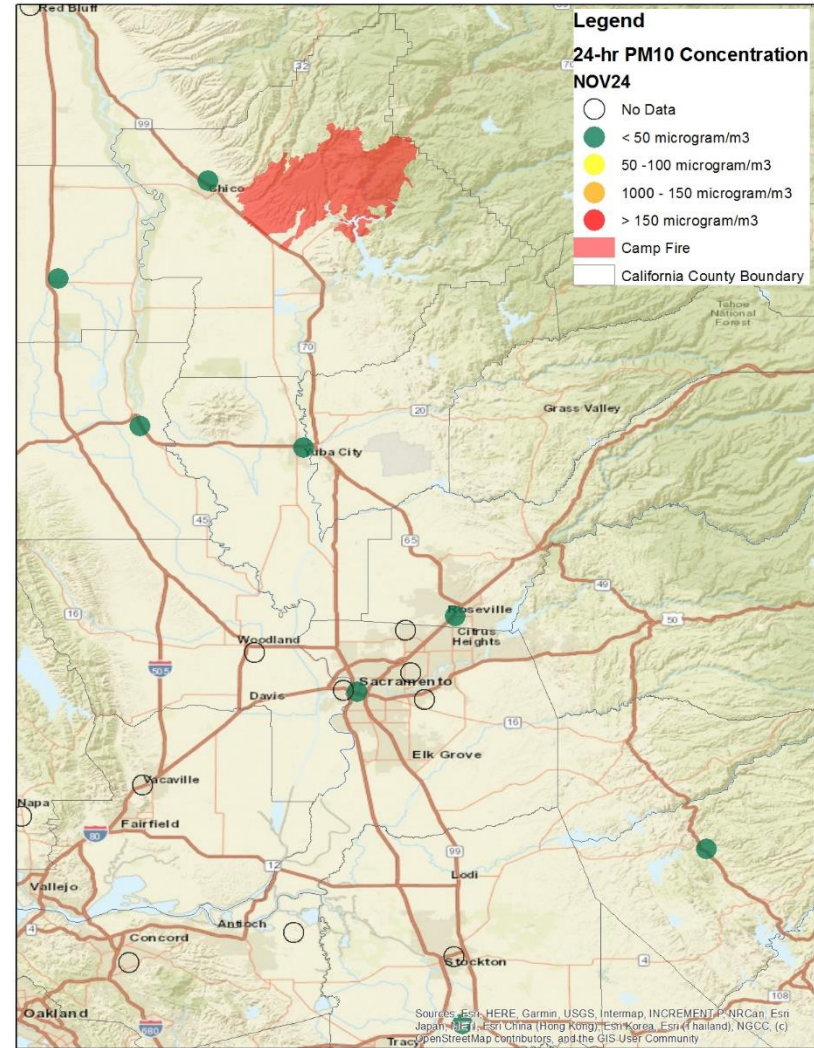 Legend
24-hr PM10 Concentration
NOV24
No Data
< 50 microgram/m3
50 -100 microgram/m3
1000 - 150 microgram/m3
> 150 microgram/m3
Camp Fire
California County Boundary
Red Bluff
32
70
99
Chico
Tahoe
National
Forest
70
20
Grass Valley
Yuba City
45
65
49
Roseville
16
50
Citrus
Heights
Woodland
505
Sacramento
Davis
16
Elk Grove
Vacaville
Napa
Fairfield
80
12
99
Lodi
Vallejo
4
Antioch
Concord
Stockton
4
108
Oakland
680
Tracy
Sources: Esri, HERE, Garmin, USGS, Intermap, INCREMENT P, NRCan, Esri
Japan, METI, Esri China (Hong Kong), Esri Korea, Esri (Thailand), NGCC, (c)
OpenStreetMap contributors, and the GIS User Community